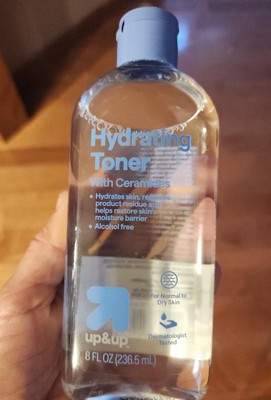 Hydrating
Toner
With Ceramides
• Hydrates skin,
product residue and
helps restore skin's
moisture barrier
• Alcohol free
For Normal to
Dry Skin
Dermatologist
Tested
up&up
8 FL OZ (236.5 mL)